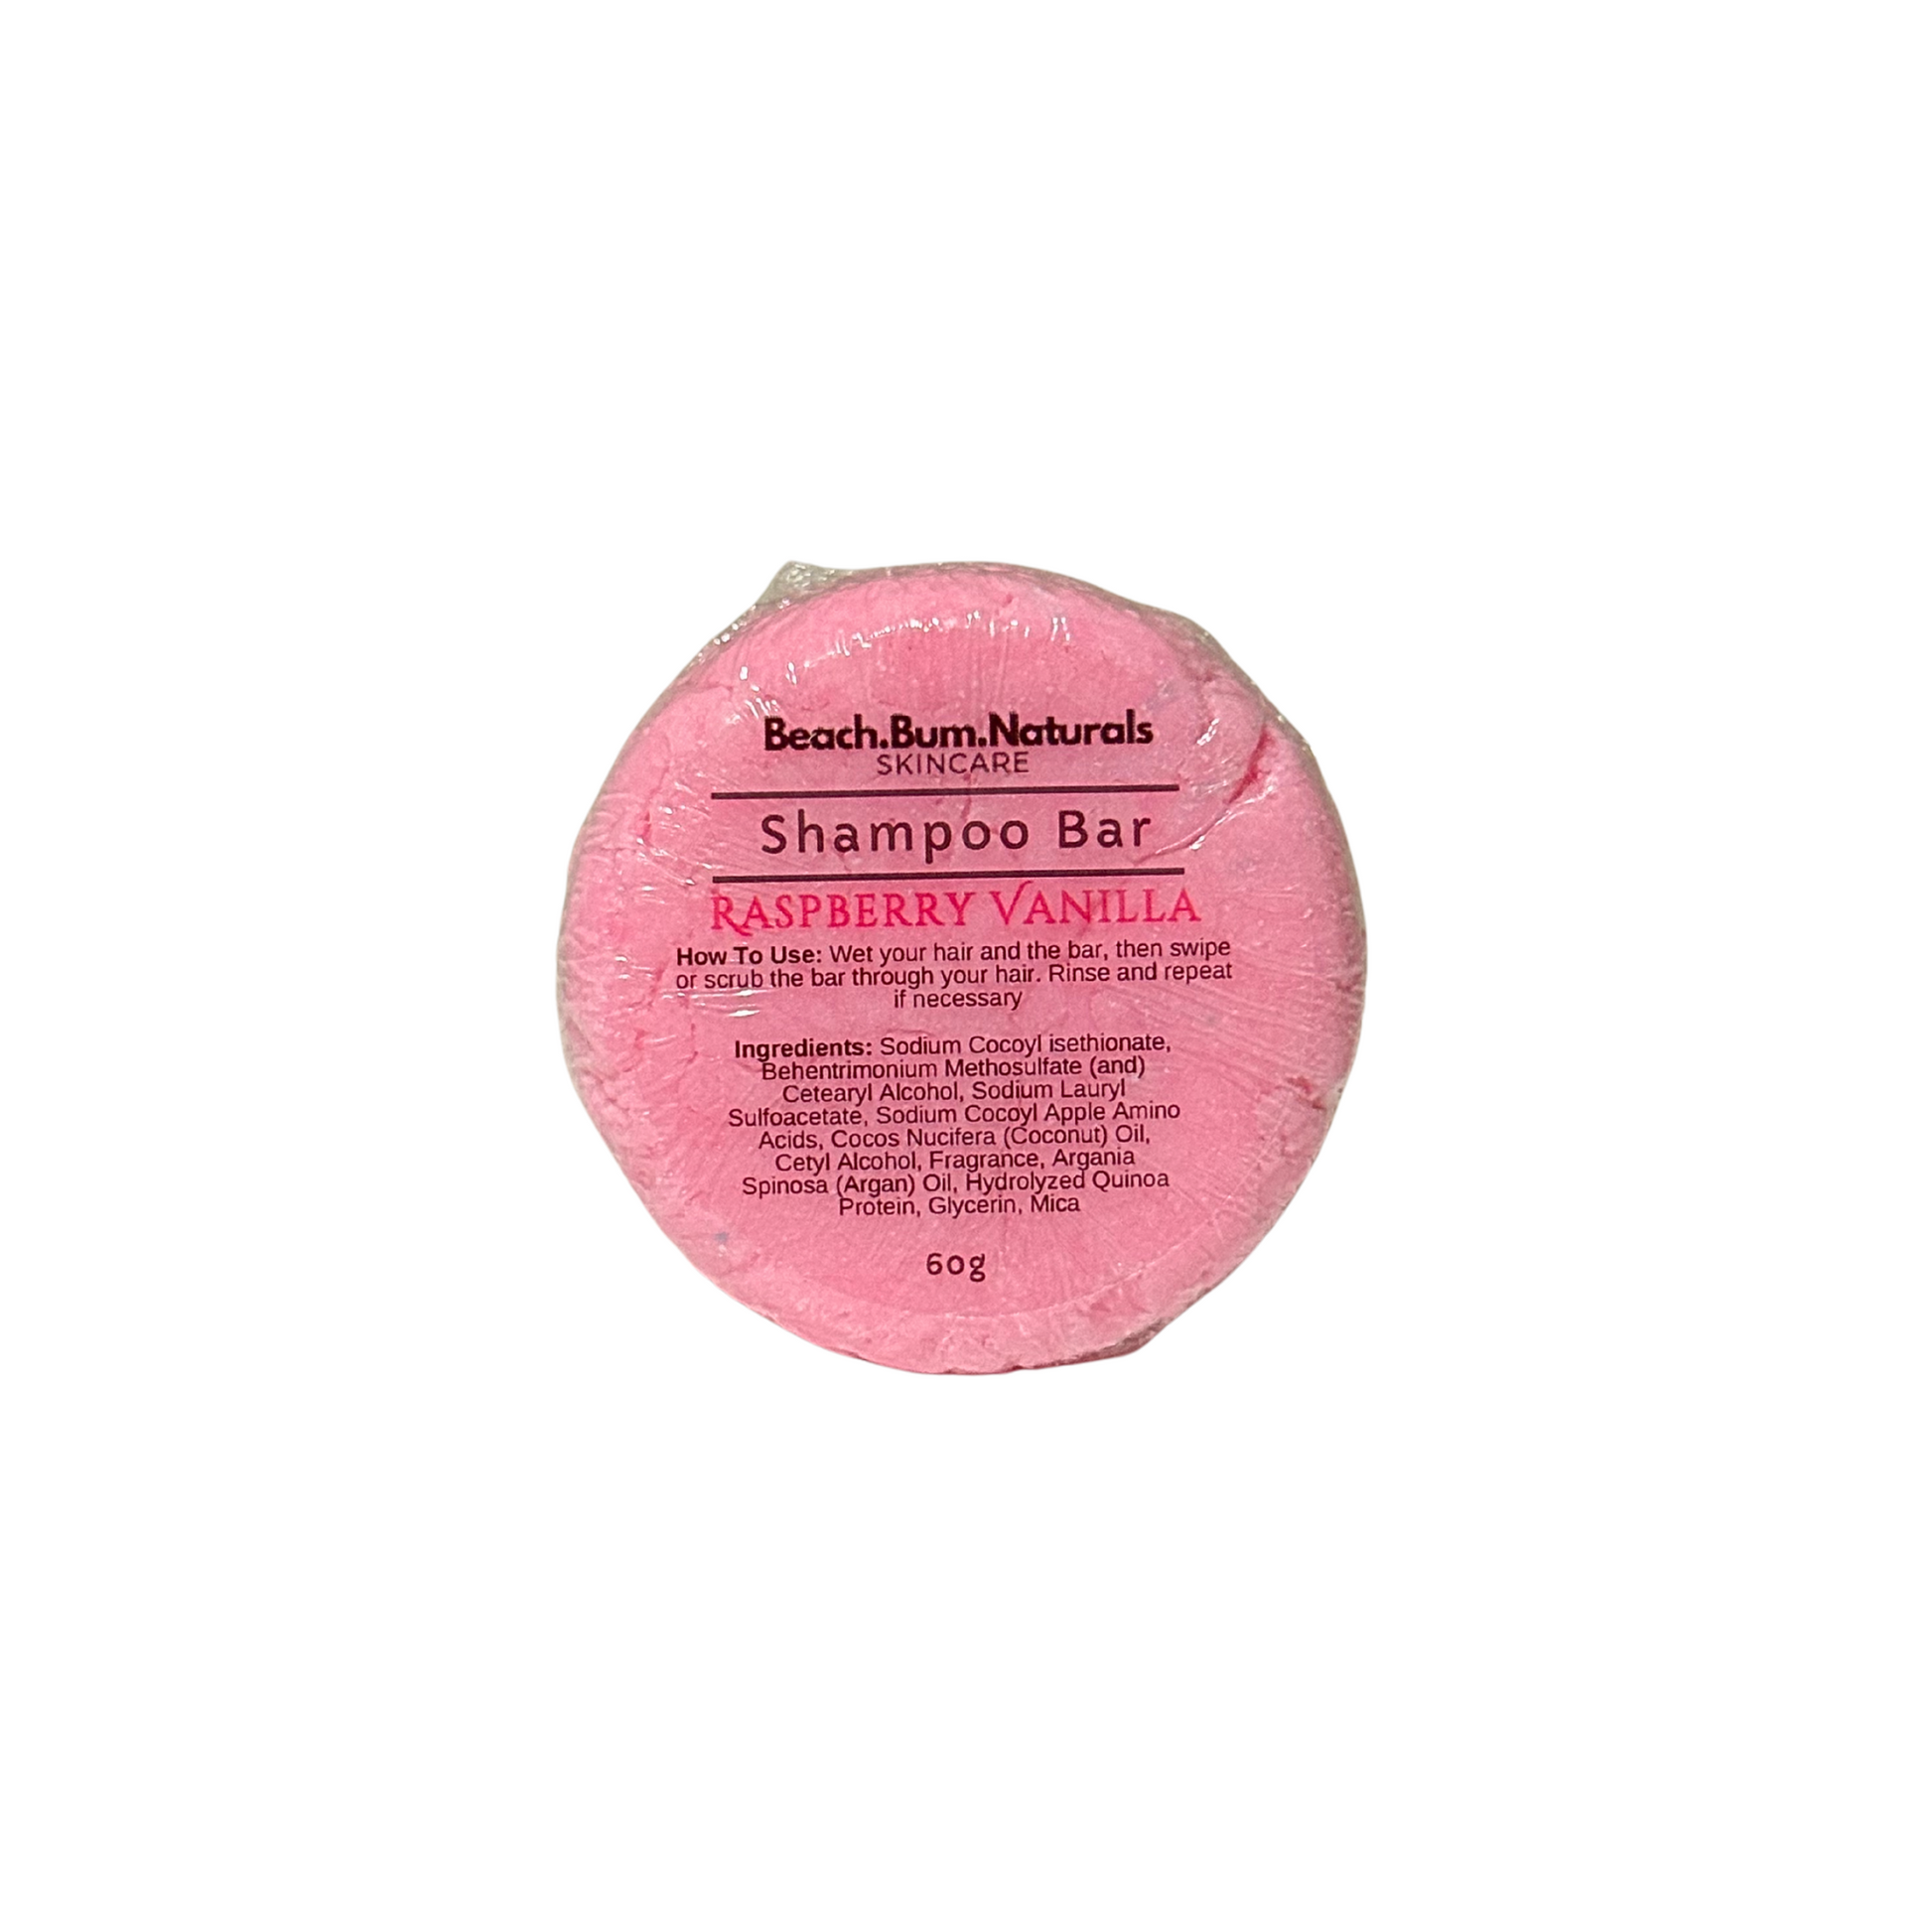 Beach.Bum.Naturals
SKINCARE
Shampoo Bar
RASPBERRY VANILLA
How To Use: Wet your hair and the bar, then swipe
or scrub the bar through your hair. Rinse and repeat
if necessary
Ingredients: Sodium Cocoyl isethionate,
Behentrimonium Methosulfate (and)
Cetearyl Alcohol, Sodium Lauryl
Sulfoacetate, Sodium Cocoyl Apple Amino
Acids, Cocos Nucifera (Coconut) Oil,
Cetyl Alcohol, Fragrance, Argania
Spinosa (Argan) Oil, Hydrolyzed Quinoa
Protein, Glycerin, Mica
60g